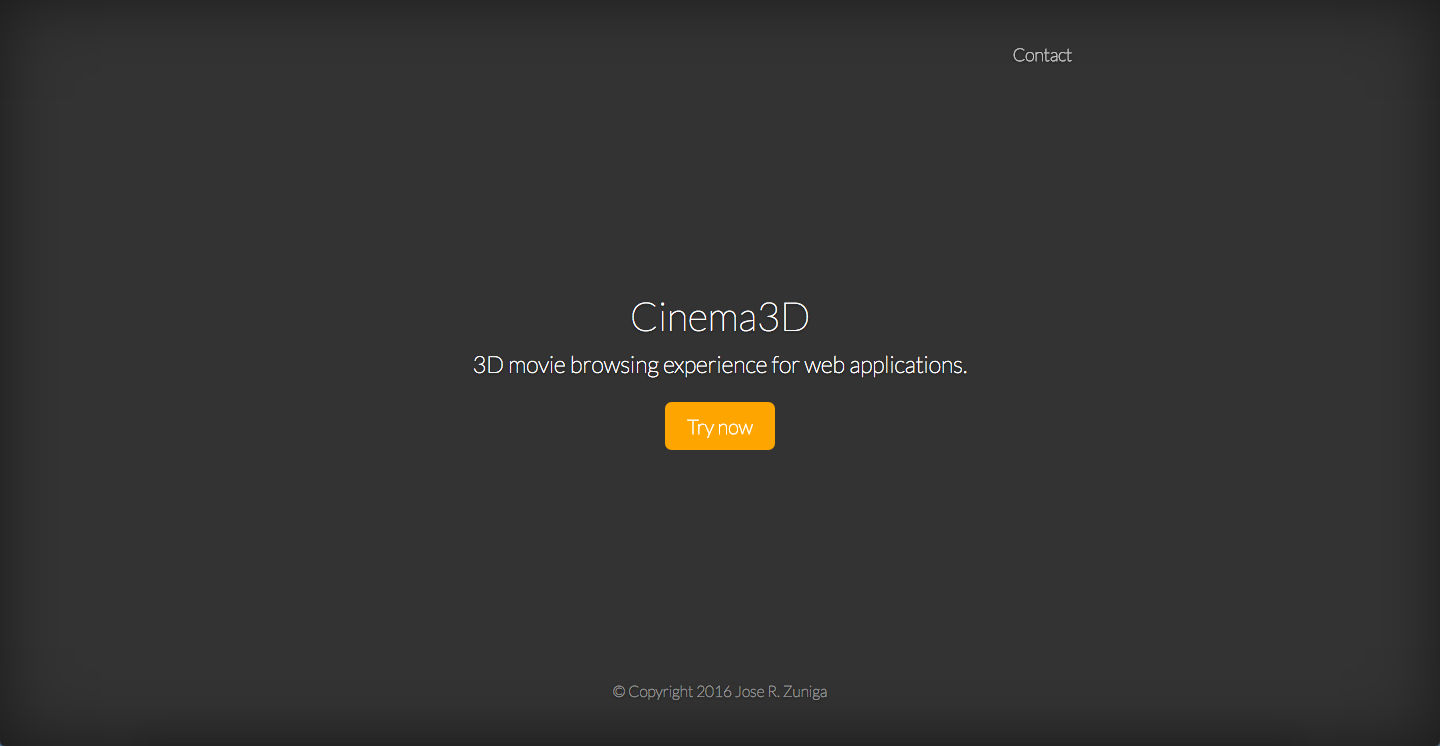 Contact
Cinema3D
3D movie browsing experience for web applications.
Try now
© Copyright 2016 Jose R. Zuniga